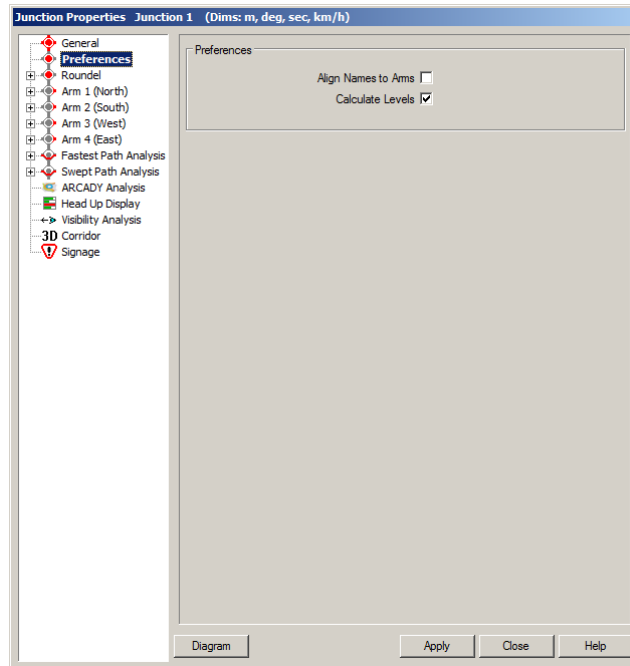 Junction Properties Junction 1 (Dims: m, deg, sec, km/h)
General
Preferences
Roundel
Arm 1 (North)
Arm 2 (South)
Arm 3 (West)
Arm 4 (East)
Fastest Path Analysis
Swept Path Analysis
ARCADY Analysis
Head Up Display
Visibility Analysis
3D Corridor
Signage
Preferences
Align Names to Arms
Calculate Levels
Diagram Apply Close Help